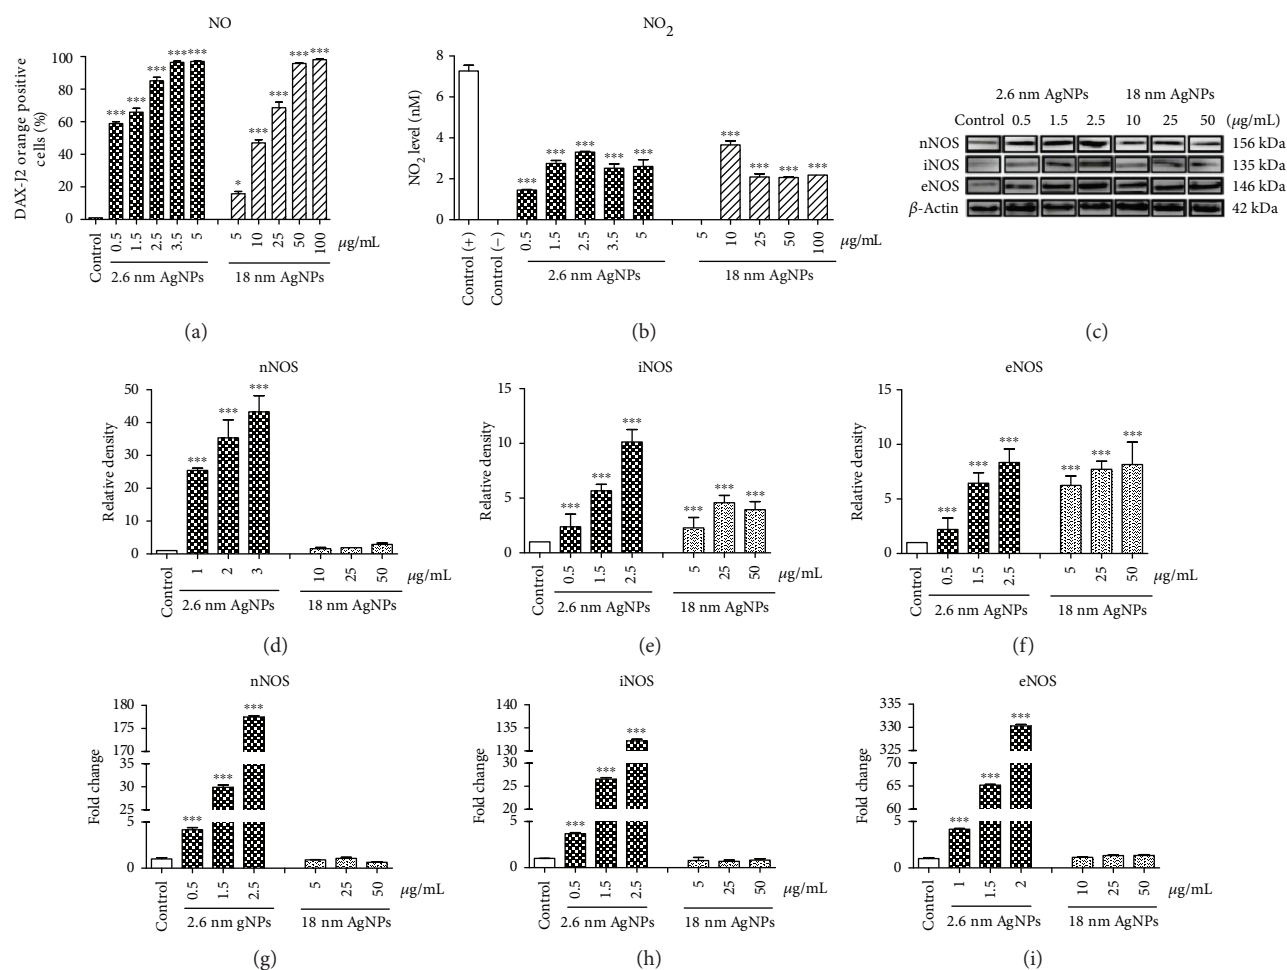 NO
DAX-J2 orange positive
cells (%)
100
80
60
40
20
0
***
***
***
***
***
*
***
***
***
***
Control
0.5
1.5
2.5
3.5
5
5
10
25
50
100
μg/mL
2.6 nm AgNPs
18 nm AgNPs
(a)
NO2
NO2 level (nM)
8
6
4
2
0
***
***
***
***
***
***
***
***
***
Control (+)
Control (−)
0.5
1.5
2.5
3.5
5
5
10
25
50
100
μg/mL
2.6 nm AgNPs
18 nm AgNPs
(b)
2.6 nm AgNPs 18 nm AgNPs
Control 0.5 1.5 2.5 10 25 50 (μg/mL)
nNOS 156 kDa
iNOS 135 kDa
eNOS 146 kDa
β-Actin 42 kDa
(c)
nNOS
Relative density
50
40
30
20
10
0
***
***
***
Control
1
2
3
10
25
50
μg/mL
2.6 nm AgNPs
18 nm AgNPs
(d)
iNOS
Relative density
15
10
5
0
***
***
***
***
***
***
Control
0.5
1.5
2.5
5
25
50
μg/mL
2.6 nm AgNPs
18 nm AgNPs
(e)
eNOS
Relative density
15
10
5
0
***
***
***
***
***
***
Control
0.5
1.5
2.5
5
25
50
μg/mL
2.6 nm AgNPs
18 nm AgNPs
(f)
nNOS
Fold change
180
175
170
35
30
25
5
0
***
***
***
Control
0.5
1.5
2.5
5
25
50
μg/mL
2.6 nm gNPs
18 nm AgNPs
(g)
iNOS
Fold change
140
135
130
30
25
20
5
0
***
***
***
Control
0.5
1.5
2.5
5
25
50
μg/mL
2.6 nm AgNPs
18 nm AgNPs
(h)
eNOS
Fold change
335
330
325
70
65
60
5
0
***
***
***
Control
1
1.5
2
10
25
50
μg/mL
2.6 nm AgNPs
18 nm AgNPs
(i)